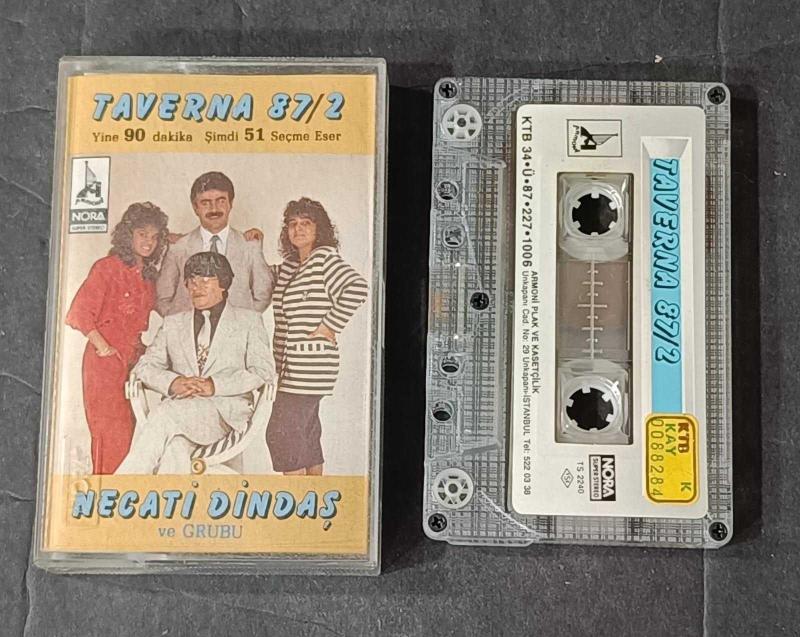 TAVERNA 87/2
Yine 90 dakika Şimdi 51 Seçme Eser
NORA
SUPER STEREO
NECATİ DİNDAŞ
ve GRUBU
TAVERNA 87/2
KTB 34•Ü•87•227•1006
ARMONİ PLAK VE KASETÇİLİK
Unkapanı Cad. No: 29 Unkapanı-İSTANBUL Tel: 522 03 38
NORA
SUPER STEREO
TS 2240
TSE
KTB K
KAY
0088284